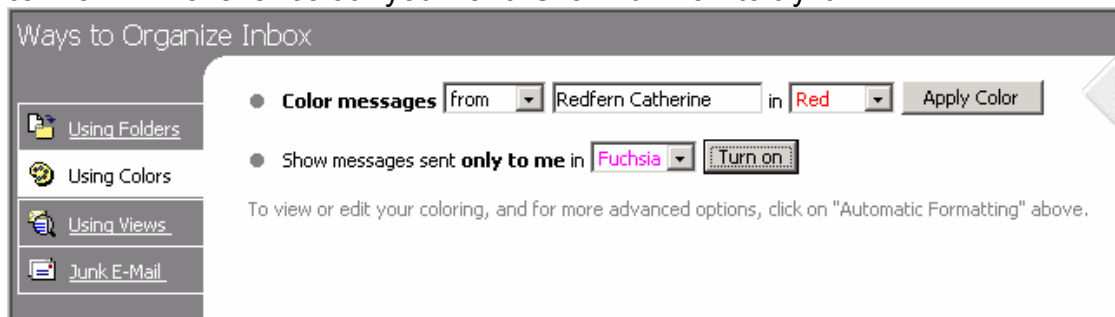 Ways to Organize Inbox
Color messages from Redfern Catherine in Red Apply Color
Using Folders
Show messages sent only to me in Fuchsia Turn on
Using Colors
To view or edit your coloring, and for more advanced options, click on "Automatic Formatting" above.
Using Views
Junk E-Mail